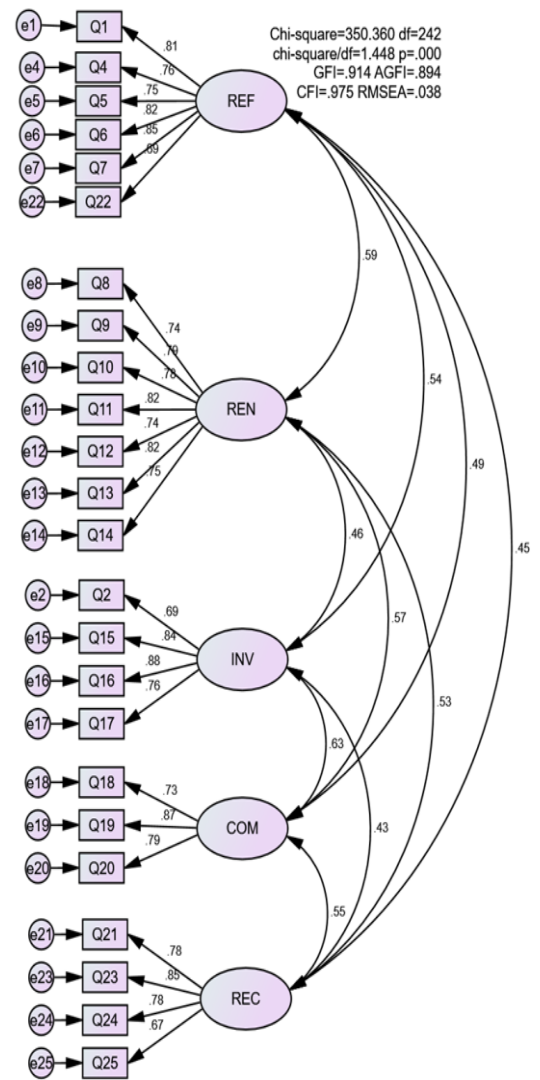 e1 Q1
Chi-square=350.360 df=242
chi-square/df=1.448 p=.000
GFI=.914 AGFI=.894
CFI=.975 RMSEA=.038
.81
e4 Q4 .76
e5 Q5 .75 REF
e6 Q6 .82
e7 Q7 .85
.69
e22 Q22
.59
e8 Q8
.74
e9 Q9
.79
e10 Q10 .78
.54
e11 Q11 .82 REN
e12 Q12 .74
.82
.49
e13 Q13 .75
e14 Q14
.46
.45
e2 Q2
.69
.57
e15 Q15 .84
e16 Q16 .88 INV
.76
e17 Q17
.53
.63
e18 Q18
.73
e19 Q19 .87 COM
.43
.79
e20 Q20
.55
e21 Q21
.78
e23 Q23 .85
REC
.78
e24 Q24
.67
e25 Q25